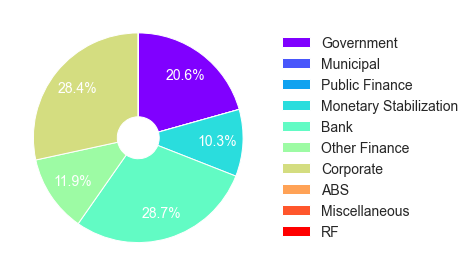 20.6%
28.4%
10.3%
11.9%
28.7%
Government
Municipal
Public Finance
Monetary Stabilization
Bank
Other Finance
Corporate
ABS
Miscellaneous
RF